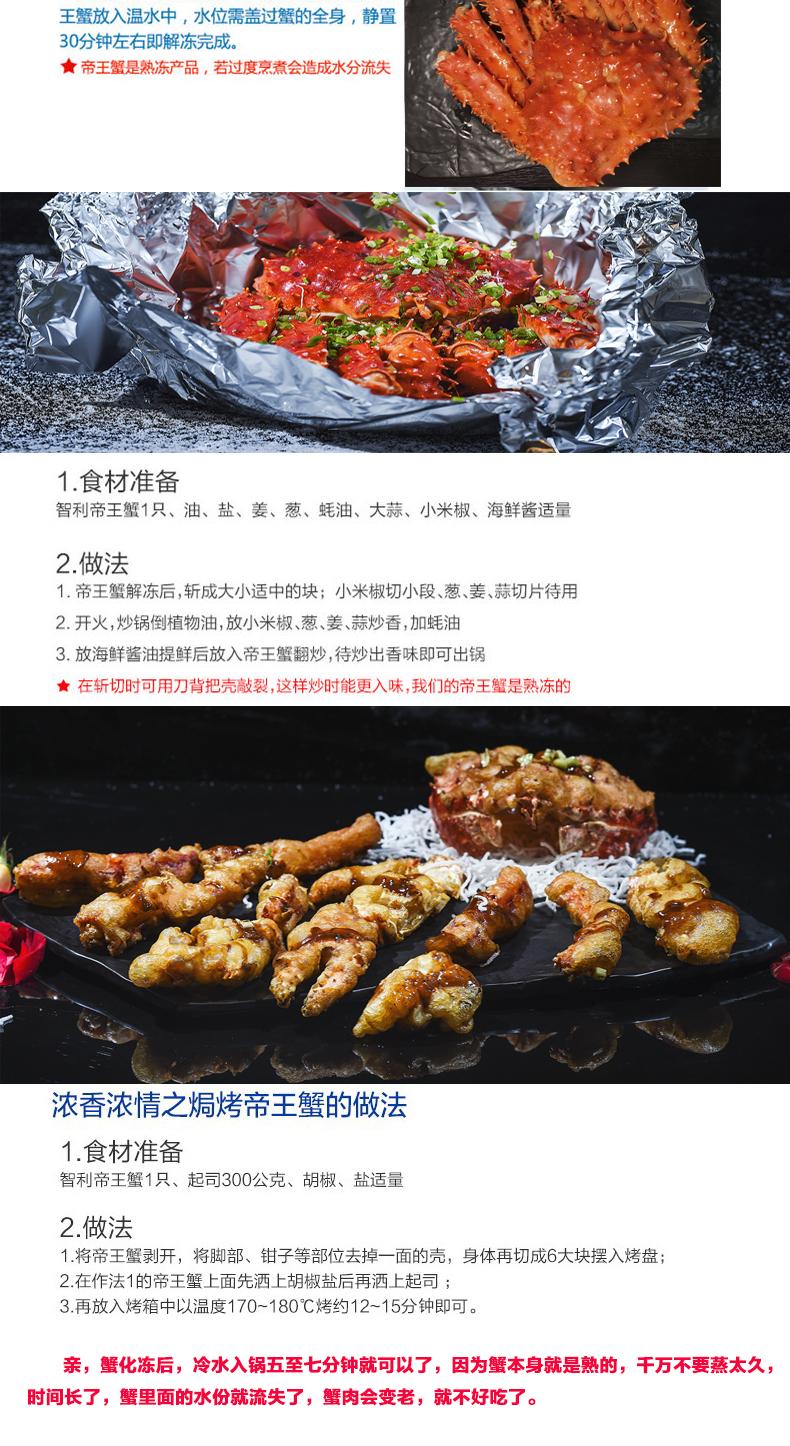 王蟹放入温水中，水位需盖过蟹的全身，静置
30分钟左右即解冻完成。
★ 帝王蟹是熟冻产品，若过度烹煮会造成水分流失
1.食材准备
智利帝王蟹1只、油、盐、姜、葱、蚝油、大蒜、小米椒、海鲜酱适量
2.做法
1. 帝王蟹解冻后,斩成大小适中的块；小米椒切小段、葱、姜、蒜切片待用
2. 开火,炒锅倒植物油,放小米椒、葱、姜、蒜炒香,加蚝油
3. 放海鲜酱油提鲜后放入帝王蟹翻炒,待炒出香味即可出锅
★ 在斩切时可用刀背把壳敲裂,这样炒时能更入味,我们的帝王蟹是熟冻的
浓香浓情之焗烤帝王蟹的做法
1.食材准备
智利帝王蟹1只、起司300公克、胡椒、盐适量
2.做法
1.将帝王蟹剥开，将脚部、钳子等部位去掉一面的壳，身体再切成6大块摆入烤盘；
2.在作法1的帝王蟹上面先洒上胡椒盐后再洒上起司；
3.再放入烤箱中以温度170~180℃烤约12~15分钟即可。
亲，蟹化冻后，冷水入锅五至七分钟就可以了，因为蟹本身就是熟的，千万不要蒸太久，
时间长了，蟹里面的水份就流失了，蟹肉会变老，就不好吃了。